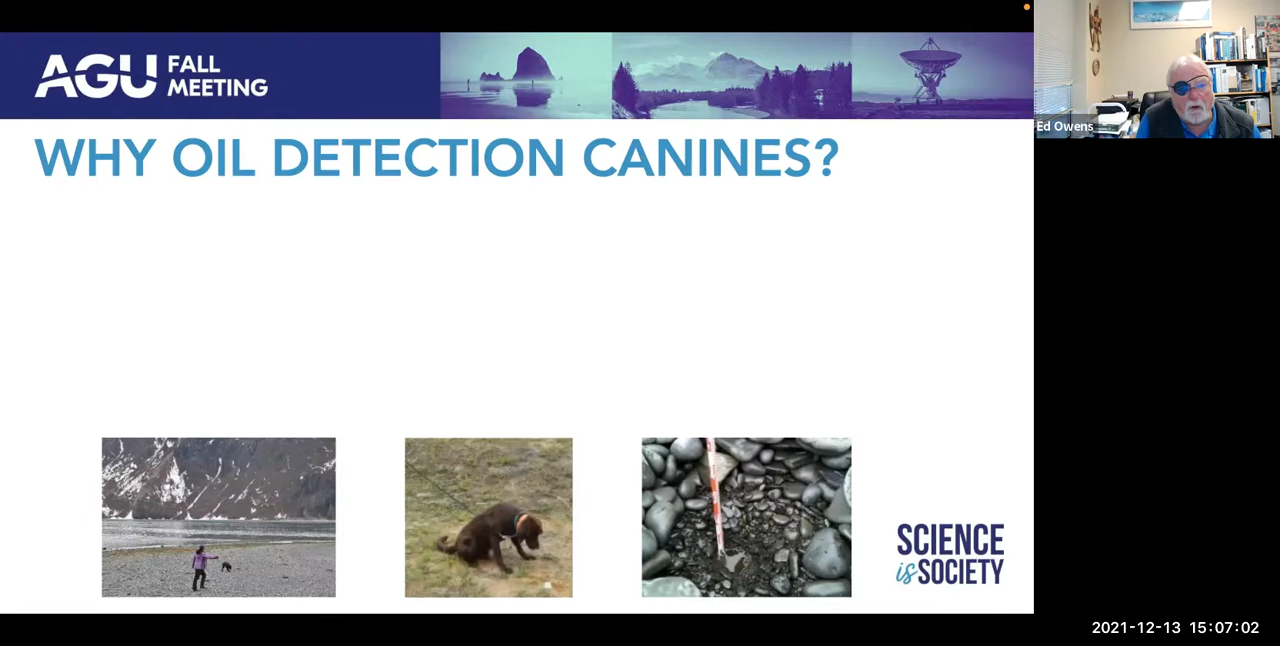 AGU FALL
MEETING
Ed Owens
WHY OIL DETECTION CANINES?
SCIENCE
is SOCIETY
2021-12-13 15:07:02